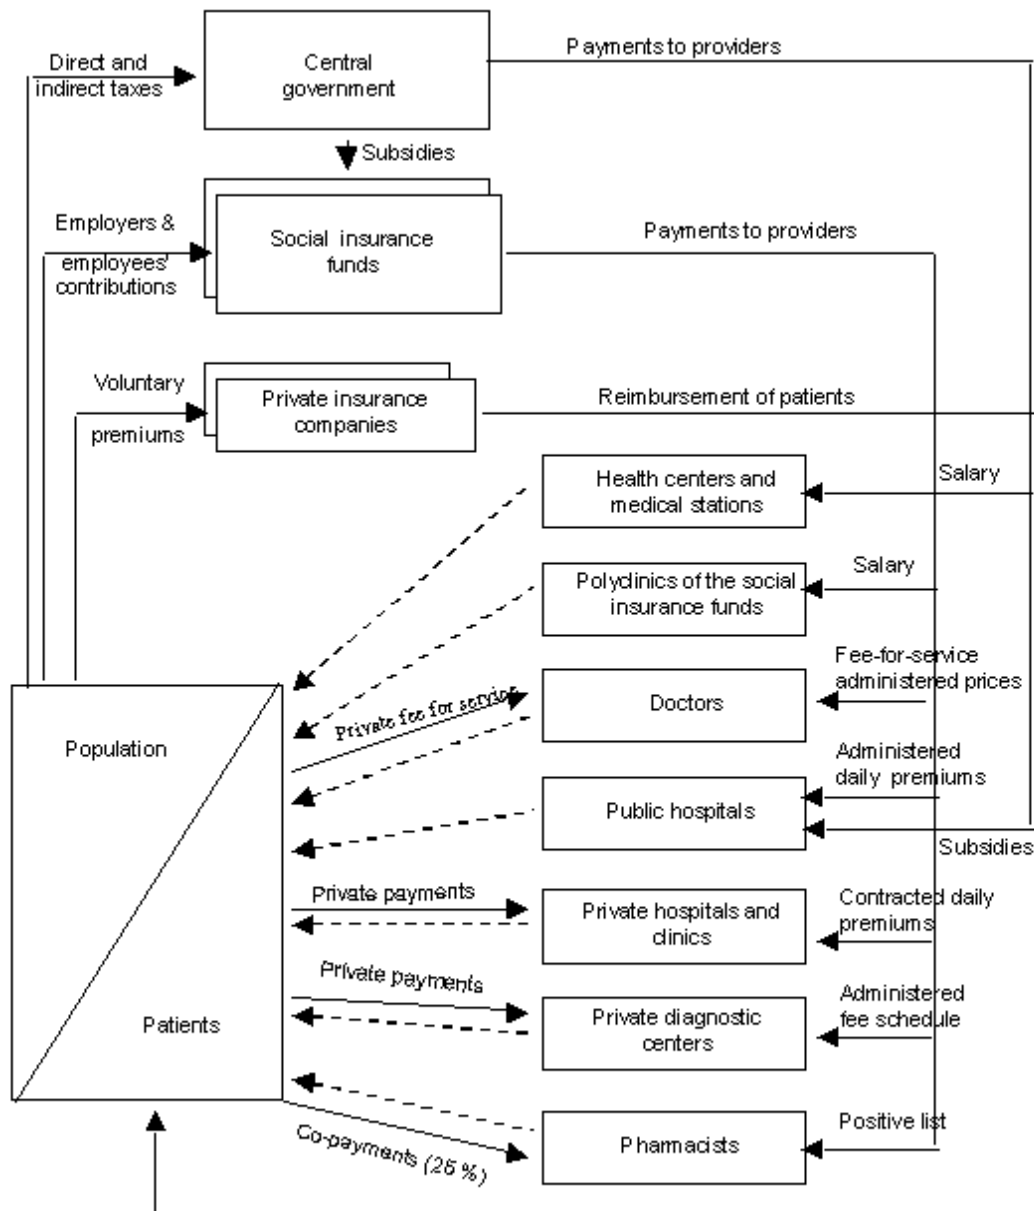 Payments to providers
Direct and
indirect taxes
Central
government
Subsidies
Employers &
employees'
contributions
Social insurance
funds
Payments to providers
Voluntary
premiums
Private insurance
companies
Reimbursement of patients
Health centers and
medical stations
Salary
Polyclinics of the social
insurance funds
Salary
Fee-for-service
administered prices
Private fee for service
Doctors
Population
Administered
daily premiums
Public hospitals
Subsidies
Private payments
Private hospitals and
clinics
Contracted daily
premiums
Private payments
Private diagnostic
centers
Administered
fee schedule
Patients
Co-payments (25 %)
Pharmacists
Positive list